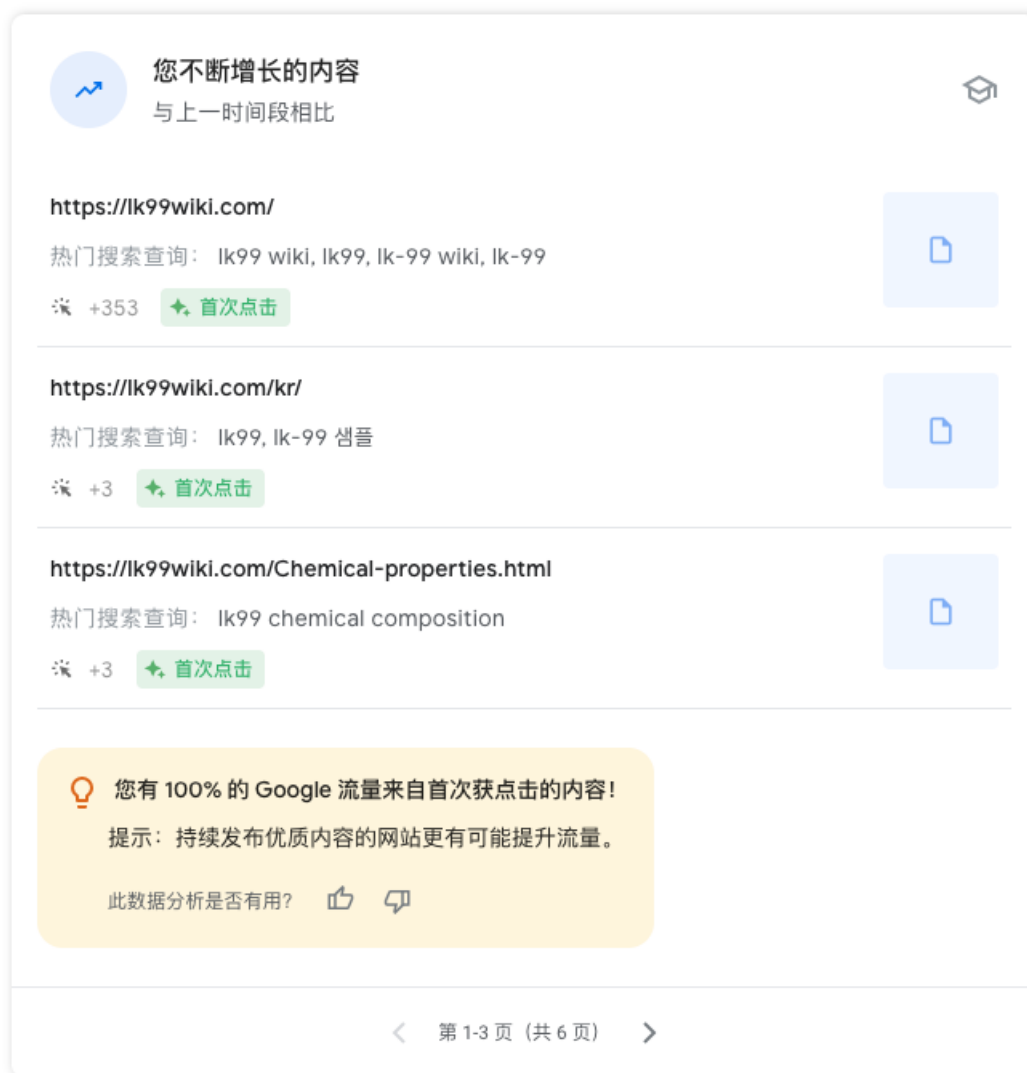 您不断增长的内容
与上一时间段相比
https://lk99wiki.com/
热门搜索查询： lk99 wiki, lk99, lk-99 wiki, lk-99
+353 首次点击
https://lk99wiki.com/kr/
热门搜索查询： lk99, lk-99 샘플
+3 首次点击
https://lk99wiki.com/Chemical-properties.html
热门搜索查询： lk99 chemical composition
+3 首次点击
您有 100% 的 Google 流量来自首次获点击的内容！
提示：持续发布优质内容的网站更有可能提升流量。
此数据分析是否有用?
第 1-3 页（共 6 页）